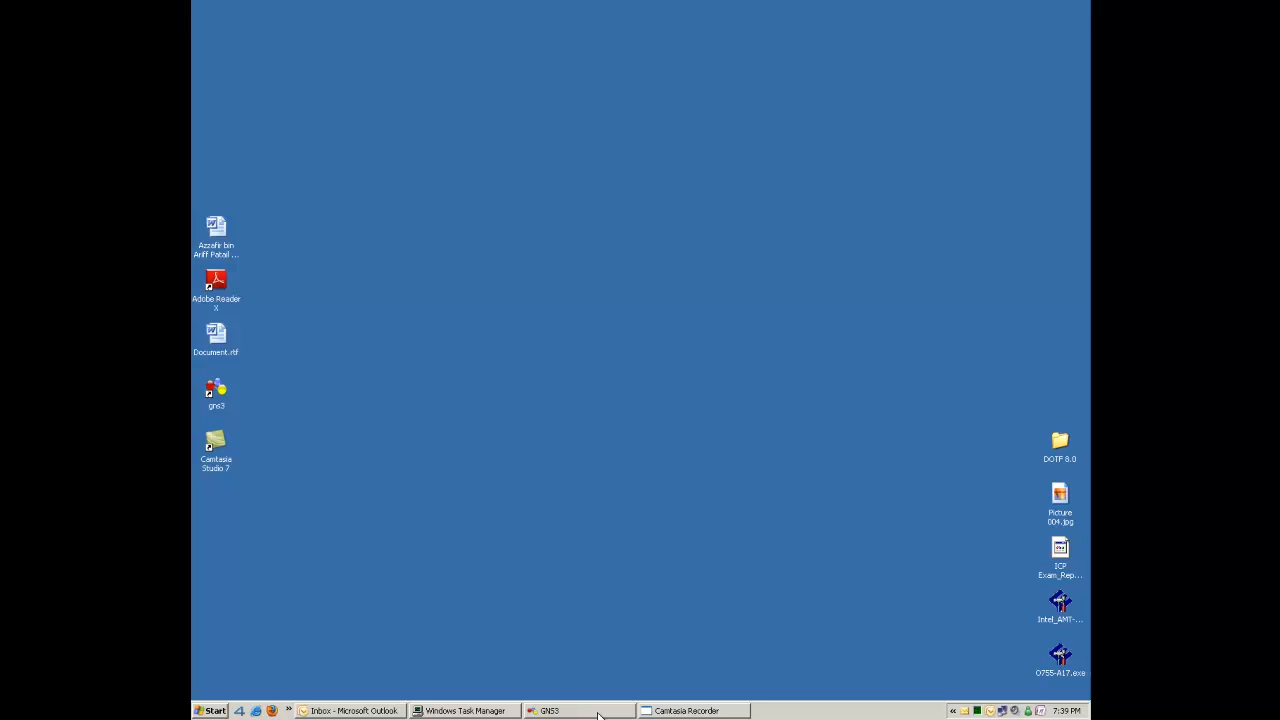 Azzafir bin
Ariff Patail ...
Adobe Reader
X
Document.rtf
gns3
Camtasia
Studio 7
DOTF 8.0
Picture
004.jpg
ICP
Exam_Rep...
Intel_AMT-...
O755-A17.exe
Start
Inbox - Microsoft Outlook
Windows Task Manager
GNS3
Camtasia Recorder
7:39 PM